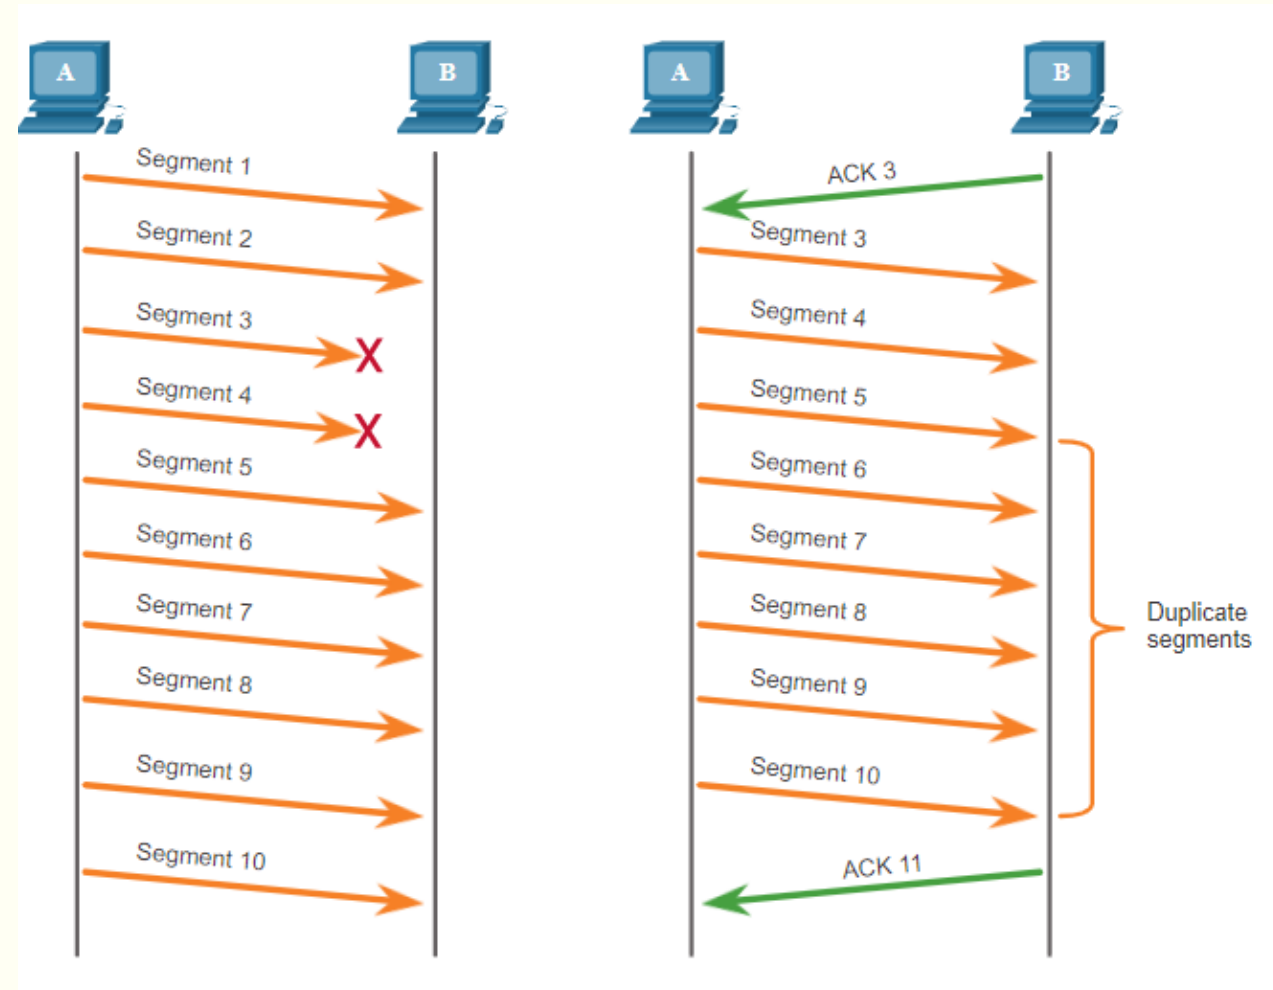 A
B
Segment 1
Segment 2
Segment 3
X
Segment 4
X
Segment 5
Segment 6
Segment 7
Segment 8
Segment 9
Segment 10
A
B
ACK 3
Segment 3
Segment 4
Segment 5
Segment 6
Segment 7
Segment 8
Segment 9
Segment 10
Duplicate
segments
ACK 11